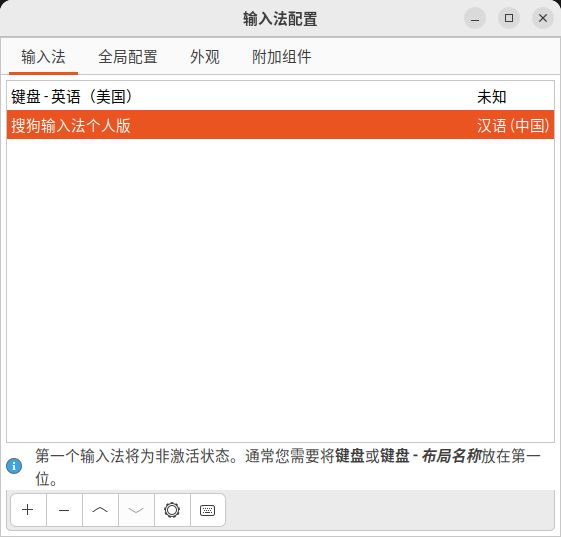 输入法配置
输入法 全局配置 外观 附加组件
键盘 - 英语（美国） 未知
搜狗输入法个人版 汉语 (中国)
第一个输入法将为非激活状态。通常您需要将键盘或键盘 - 布局名称放在第一
位。